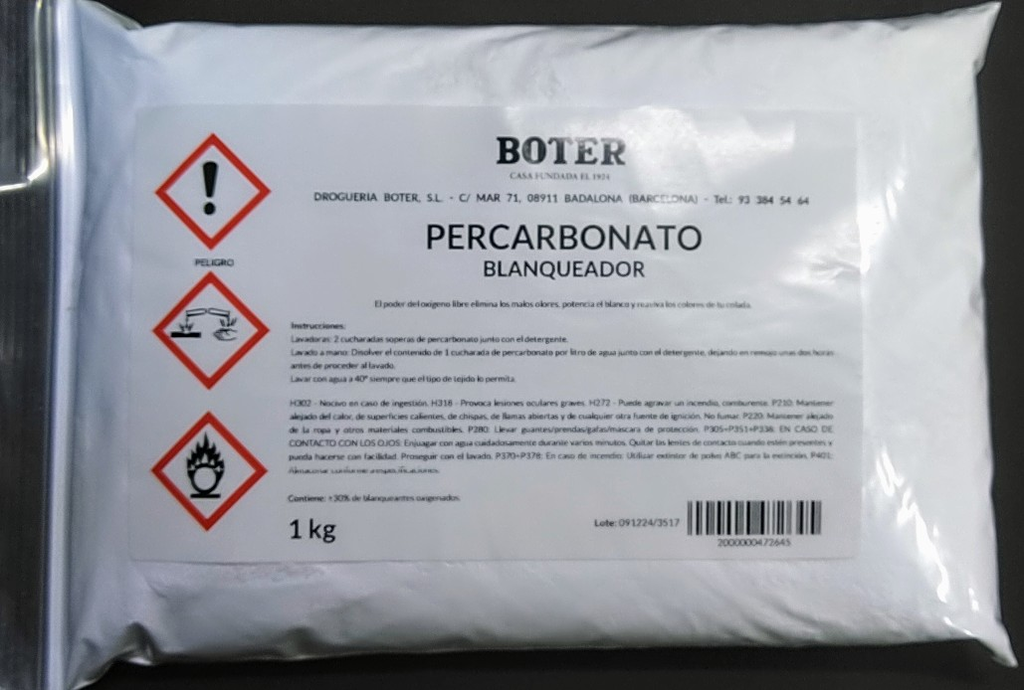 BOTER
CASA FUNDADA EL 1924
DROGUERIA BOTER, S.L. - C/ MAR 71, 08911 BADALONA (BARCELONA) - Tel.: 93 384 54 64
PERCARBONATO
BLANQUEADOR
PELIGRO
El poder del oxígeno libre elimina los malos olores, potencia el blanco y reaviva los colores de tu colada.
Instrucciones:
Lavadoras: 2 cucharadas soperas de percarbonato junto con el detergente.
Lavado a mano: Disolver el contenido de 1 cucharada de percarbonato por litro de agua junto con el detergente, dejando en remojo unas dos horas
antes de proceder al lavado.
Lavar con agua a 40º siempre que el tipo de tejido lo permita.
H302 - Nocivo en caso de ingestión. H318 - Provoca lesiones oculares graves. H272 - Puede agravar un incendio, comburente. P210: Mantener
alejado del calor, de superficies calientes, de chispas, de llamas abiertas y de cualquier otra fuente de ignición. No fumar. P220: Mantener alejado
de la ropa y otros materiales combustibles. P280: Llevar guantes/prendas/gafas/máscara de protección. P305+P351+P338: EN CASO DE
CONTACTO CON LOS OJOS: Enjuagar con agua cuidadosamente durante varios minutos. Quitar las lentes de contacto cuando estén presentes y
pueda hacerse con facilidad. Proseguir con el lavado. P370+P378: En caso de incendio: Utilizar extintor de polvo ABC para la extinción. P401:
Almacenar conforme a especificaciones.
Contiene: >30% de blanqueantes oxigenados.
1 kg
Lote: 091224/3517
2000000472645